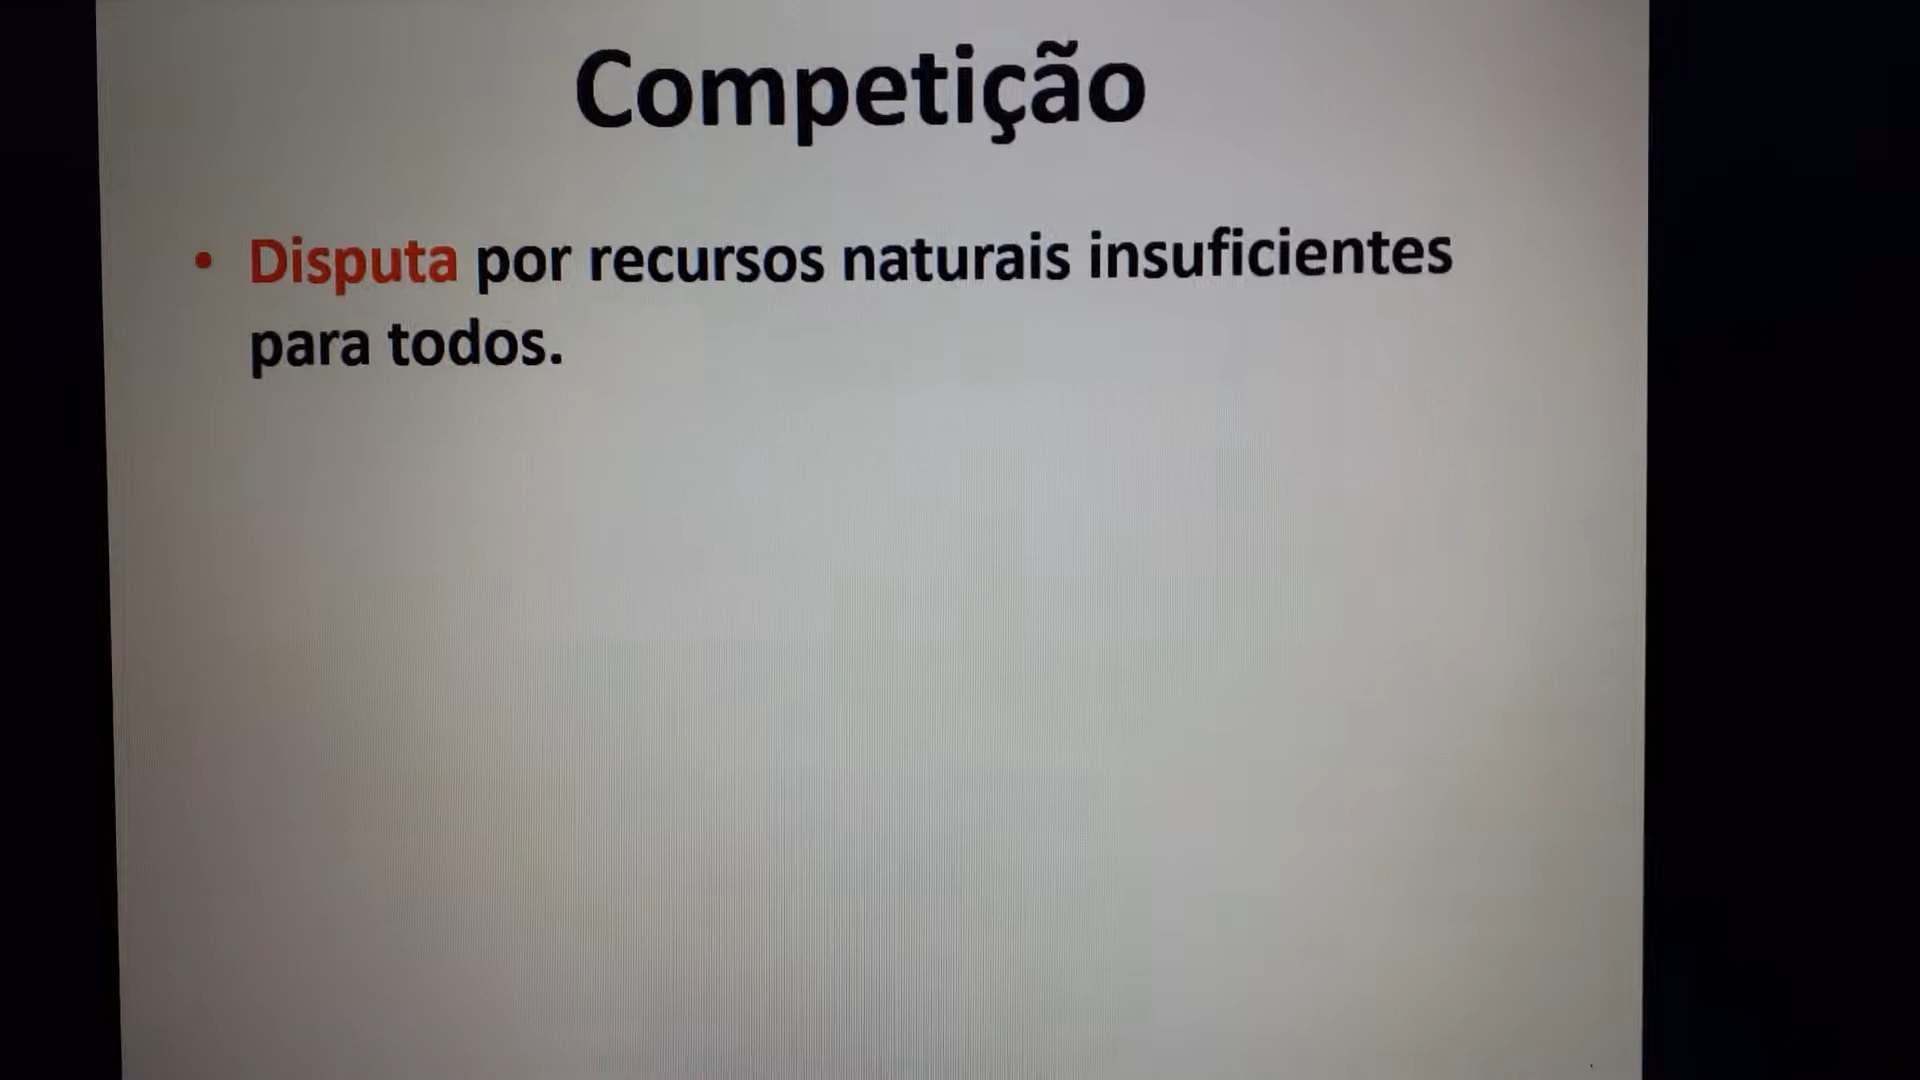 Competição
• Disputa por recursos naturais insuficientes
para todos.